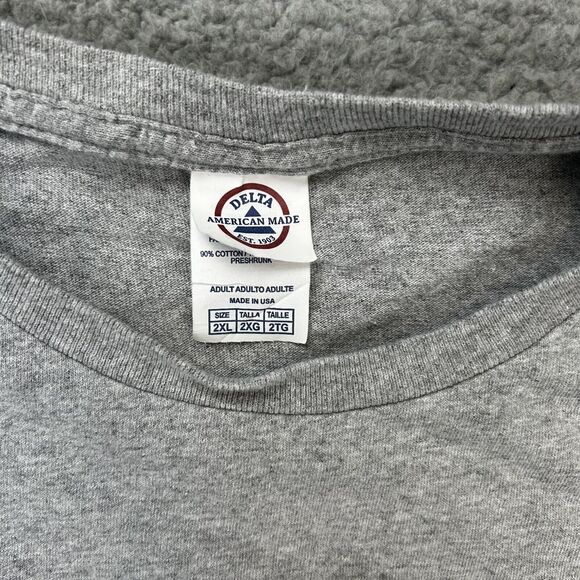 DELTA
AMERICAN MADE
EST. 1903
90% COTTON
PRESHRUNK
ADULT ADULTO ADULTE
MADE IN USA
SIZE TALLA TAILLE
2XL 2XG 2TG